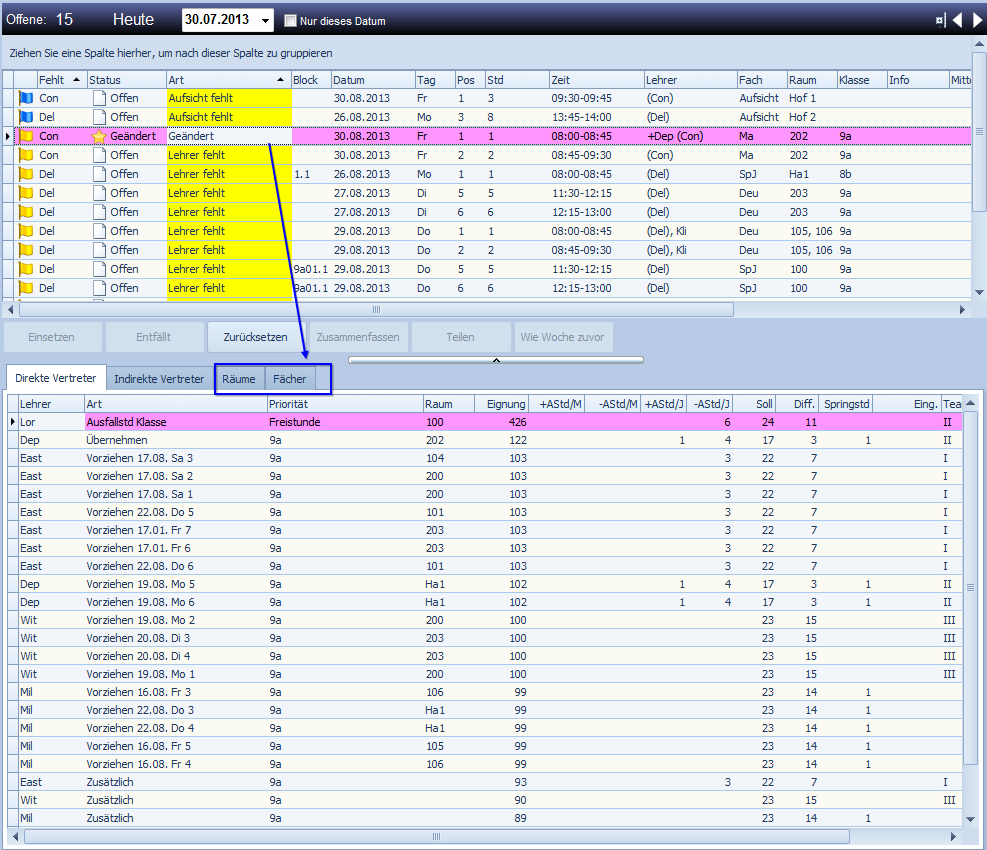 Offene: 15 Heute 30.07.2013 Nur dieses Datum
Ziehen Sie eine Spalte hierher, um nach dieser Spalte zu gruppieren
Fehlt Status Art Block Datum Tag Pos Std Zeit Lehrer Fach Raum Klasse Info Mitte
Con Offen Aufsicht fehlt 30.08.2013 Fr 1 3 09:30-09:45 (Con) Aufsicht Hof 1
Del Offen Aufsicht fehlt 26.08.2013 Mo 3 8 13:45-14:00 (Del) Aufsicht Hof 2
Con Geändert Geändert 30.08.2013 Fr 1 1 08:00-08:45 +Dep (Con) Ma 202 9a
Con Offen Lehrer fehlt 30.08.2013 Fr 2 2 08:45-09:30 (Con) Ma 202 9a
Del Offen Lehrer fehlt 1.1 26.08.2013 Mo 1 1 08:00-08:45 (Del) SpJ Ha1 8b
Del Offen Lehrer fehlt 27.08.2013 Di 5 5 11:30-12:15 (Del) Deu 203 9a
Del Offen Lehrer fehlt 27.08.2013 Di 6 6 12:15-13:00 (Del) Deu 203 9a
Del Offen Lehrer fehlt 29.08.2013 Do 1 1 08:00-08:45 (Del), Kli Deu 105, 106 9a
Del Offen Lehrer fehlt 29.08.2013 Do 2 2 08:45-09:30 (Del), Kli Deu 105, 106 9a
Del Offen Lehrer fehlt 9a01.1 29.08.2013 Do 5 5 11:30-12:15 (Del) SpJ 100 9a
Del Offen Lehrer fehlt 9a01.1 29.08.2013 Do 6 6 12:15-13:00 (Del) SpJ 100 9a
Einsetzen Entfällt Zurücksetzen Zusammenfassen Teilen Wie Woche zuvor
Direkte Vertreter Indirekte Vertreter Räume Fächer
Lehrer Art Priorität Raum Eignung +AStd/M -AStd/M +AStd/J -AStd/J Soll Diff. Springstd Eing. Tea
Lor Ausfallstd Klasse Freistunde 100 426 6 24 11 II
Dep Übernehmen 9a 202 122 1 4 17 3 1 II
East Vorziehen 17.08. Sa 3 9a 104 103 3 22 7 I
East Vorziehen 17.08. Sa 2 9a 200 103 3 22 7 I
East Vorziehen 17.08. Sa 1 9a 200 103 3 22 7 I
East Vorziehen 22.08. Do 5 9a 101 103 3 22 7 I
East Vorziehen 17.01. Fr 7 9a 203 103 3 22 7 I
East Vorziehen 17.01. Fr 6 9a 203 103 3 22 7 I
East Vorziehen 22.08. Do 6 9a 101 103 3 22 7 I
Dep Vorziehen 19.08. Mo 5 9a Ha1 102 1 4 17 3 1 II
Dep Vorziehen 19.08. Mo 6 9a Ha1 102 1 4 17 3 1 II
Wit Vorziehen 19.08. Mo 2 9a 200 100 23 15 III
Wit Vorziehen 20.08. Di 3 9a 203 100 23 15 III
Wit Vorziehen 20.08. Di 4 9a 203 100 23 15 III
Wit Vorziehen 19.08. Mo 1 9a 200 100 23 15 III
Mil Vorziehen 16.08. Fr 3 9a 106 99 23 14 1
Mil Vorziehen 22.08. Do 3 9a Ha1 99 23 14 1
Mil Vorziehen 22.08. Do 4 9a Ha1 99 23 14 1
Mil Vorziehen 16.08. Fr 5 9a 105 99 23 14 1
Mil Vorziehen 16.08. Fr 4 9a 106 99 23 14 1
East Zusätzlich 9a 93 3 22 7 I
Wit Zusätzlich 9a 90 23 15 III
Mil Zusätzlich 9a 89 23 14 1